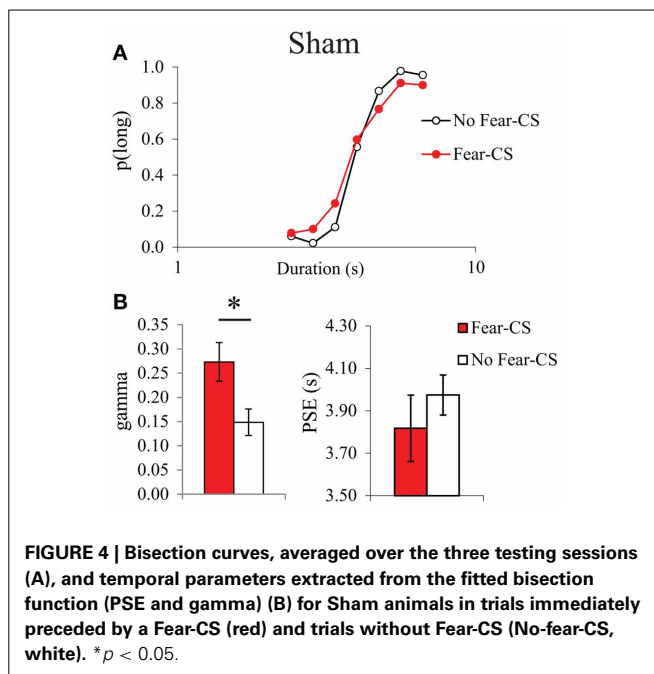 Sham
A
1.0
0.8
0.6
0.4
0.2
0.0
p(long)
No Fear-CS
Fear-CS
1
Duration (s)
10
B
*
0.35
0.30
0.25
0.20
0.15
0.10
0.05
0.00
gamma
4.30
4.10
3.90
3.70
3.50
PSE (s)
Fear-CS
No Fear-CS
FIGURE 4 | Bisection curves, averaged over the three testing sessions
(A), and temporal parameters extracted from the fitted bisection
function (PSE and gamma) (B) for Sham animals in trials immediately
preceded by a Fear-CS (red) and trials without Fear-CS (No-fear-CS,
white). *p < 0.05.